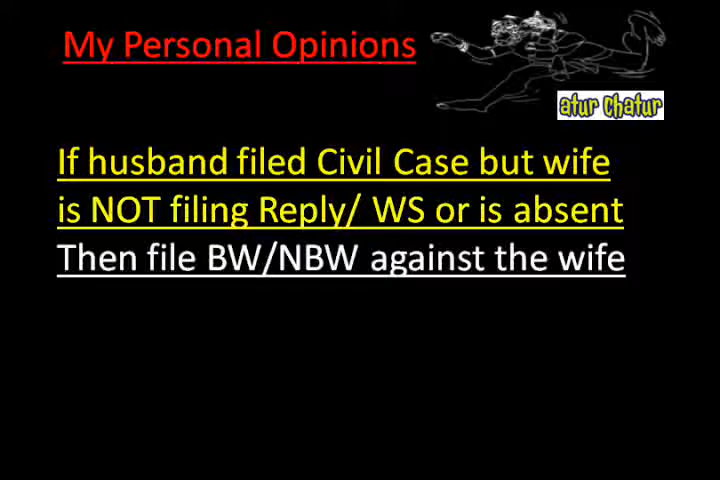 My Personal Opinions
atur chatur
If husband filed Civil Case but wife
is NOT filing Reply/ WS or is absent
Then file BW/NBW against the wife